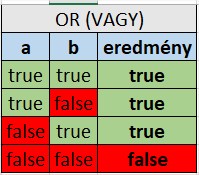 OR (VAGY)
a b eredmény
true true true
true false true
false true true
false false false